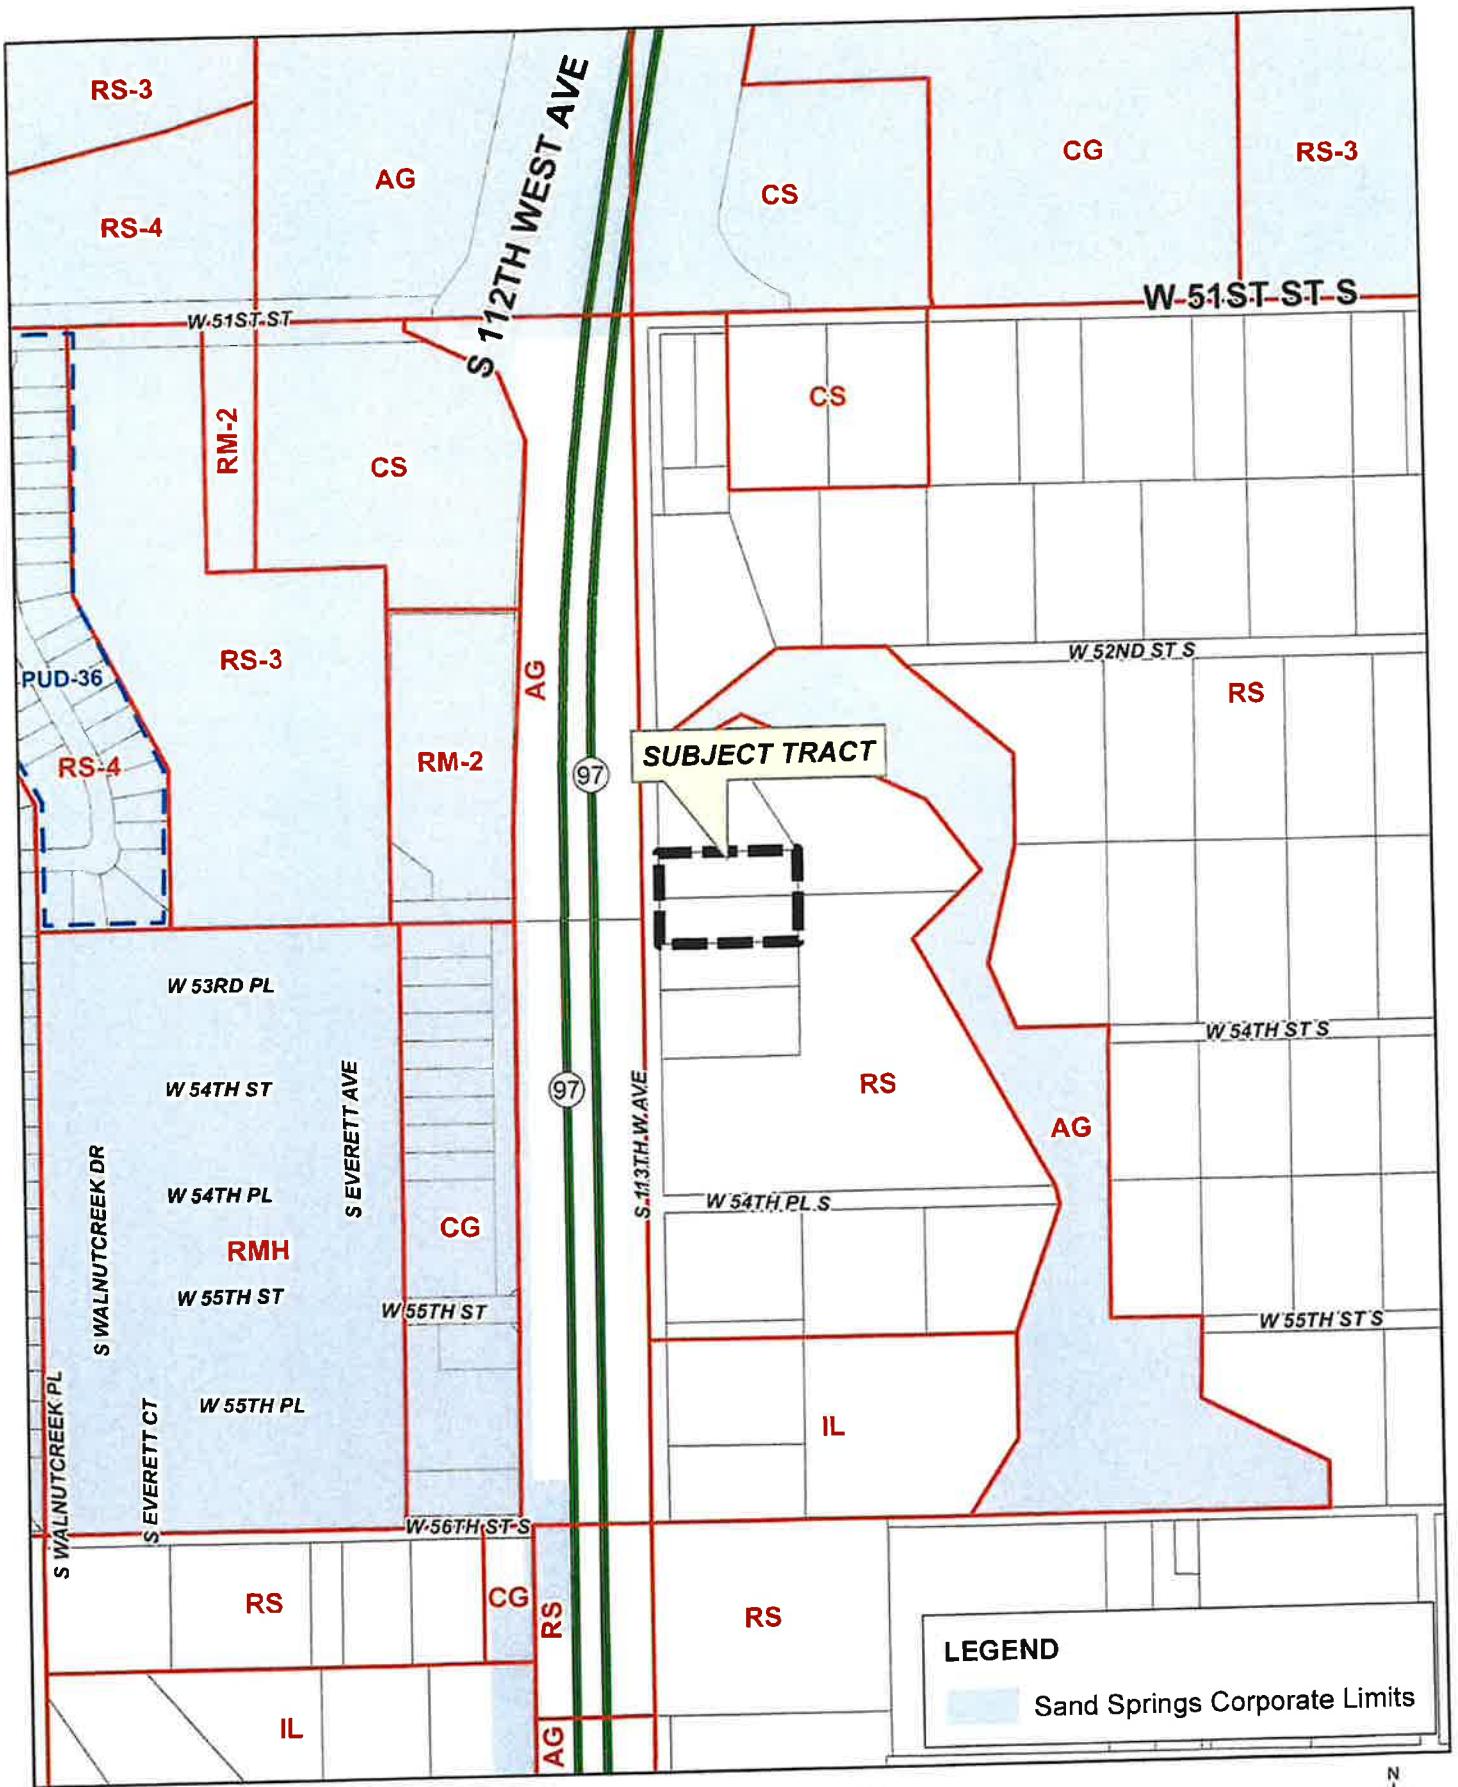 RS-3
AG
S 112TH WEST AVE
CS
CG
RS-3
RS-4
W 51ST ST
W 51ST ST S
RM-2
CS
CS
RS-3
PUD-36
RS-4
AG
RM-2
W 52ND ST S
RS
SUBJECT TRACT
97
W 53RD PL
W 54TH ST
97
S EVERETT AVE
S 113TH W AVE
RS
W 54TH ST S
AG
S WALNUTCREEK DR
W 54TH PL
W 54TH PL S
RMH
CG
W 55TH ST
W 55TH ST
W 55TH ST S
W 55TH PL
S WALNUTCREEK PL
S EVERETT CT
IL
W 56TH ST S
RS
CG
RS
RS
IL
AG
LEGEND
Sand Springs Corporate Limits
N